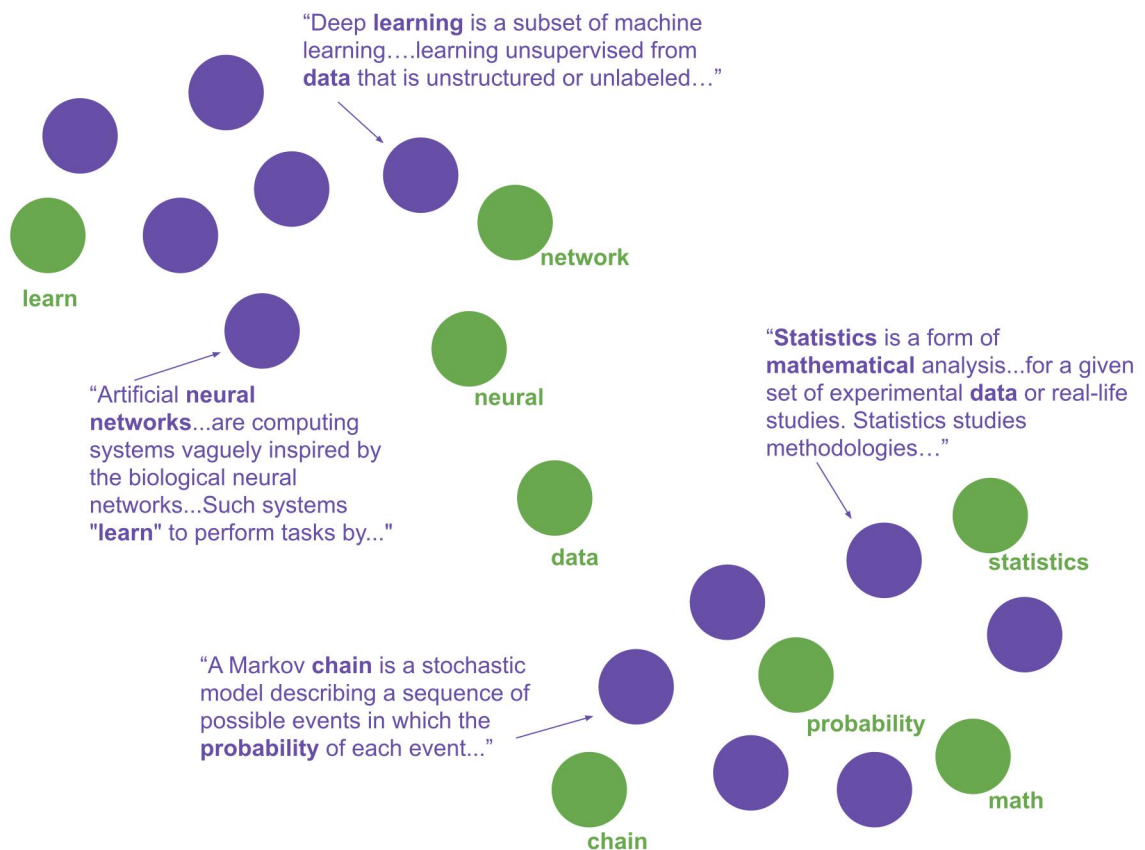 “Deep learning is a subset of machine
learning….learning unsupervised from
data that is unstructured or unlabeled…”
network
learn
neural
“Artificial neural
networks...are computing
systems vaguely inspired by
the biological neural
networks...Such systems
"learn" to perform tasks by..."
“Statistics is a form of
mathematical analysis...for a given
set of experimental data or real-life
studies. Statistics studies
methodologies…”
data
statistics
“A Markov chain is a stochastic
model describing a sequence of
possible events in which the
probability of each event...”
probability
math
chain